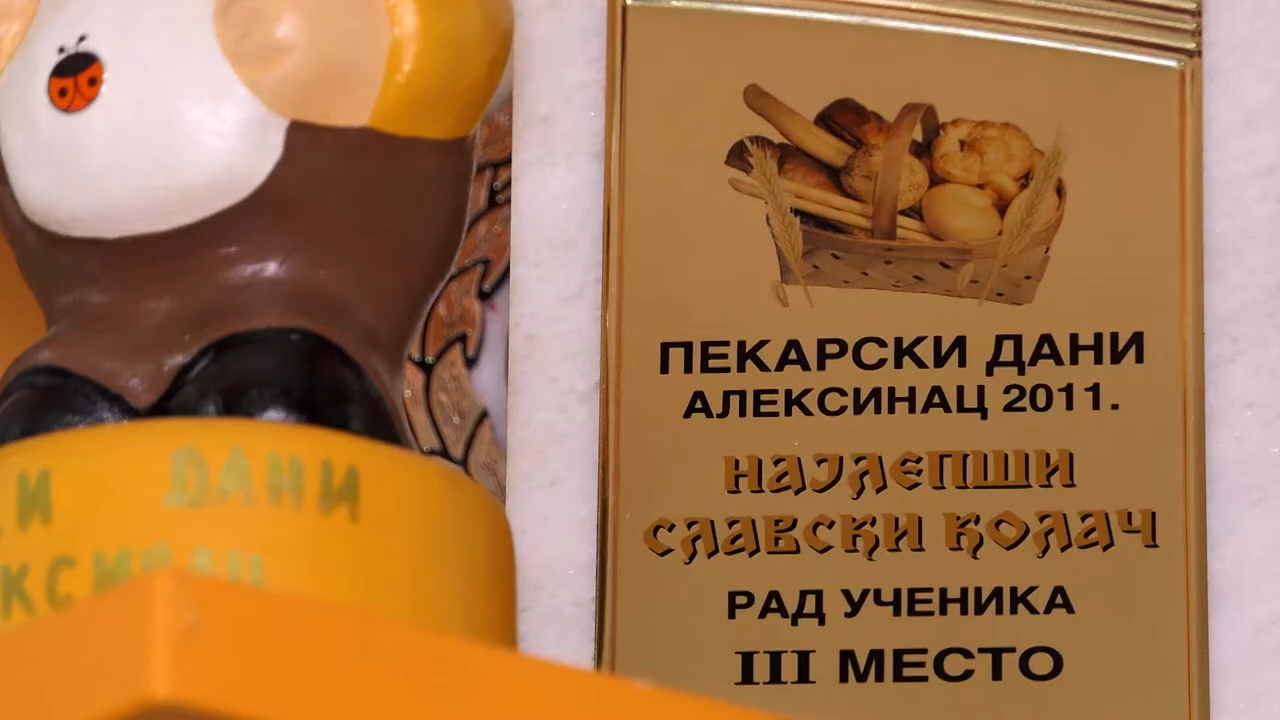 ПЕКАРСКИ ДАНИ
АЛЕКСИНАЦ 2011.
НАЈЛЕПШИ
СЛАВСКИ КОЛАЧ
РАД УЧЕНИКА
III МЕСТО
ДАНИ